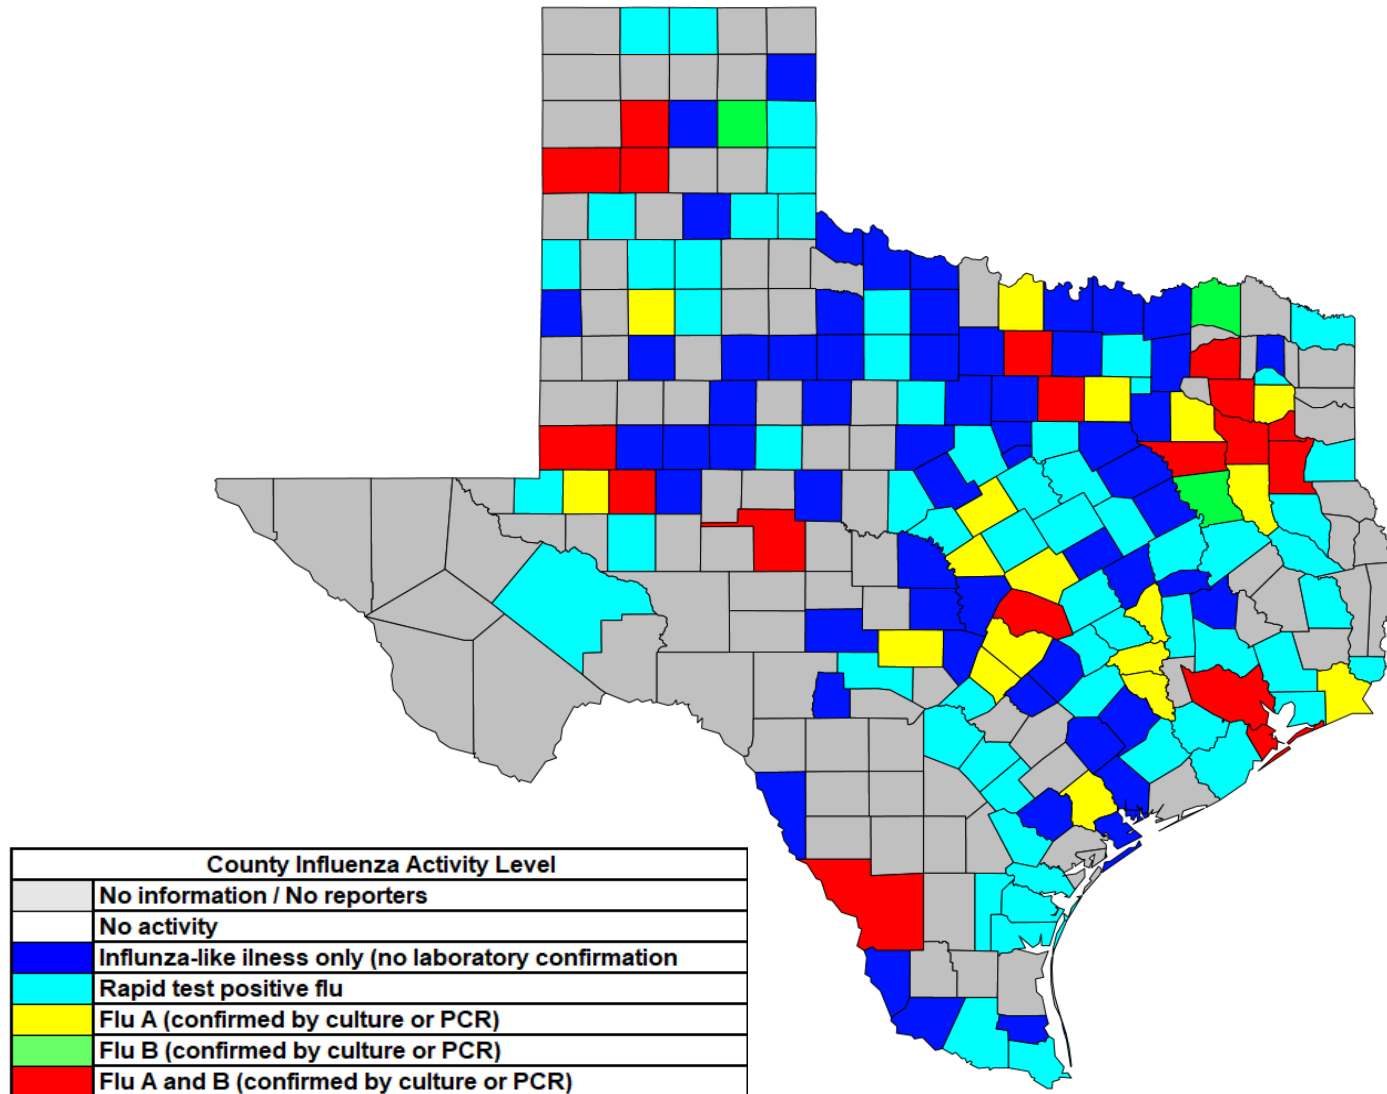 County Influenza Activity Level
No information / No reporters
No activity
Influnza-like ilness only (no laboratory confirmation
Rapid test positive flu
Flu A (confirmed by culture or PCR)
Flu B (confirmed by culture or PCR)
Flu A and B (confirmed by culture or PCR)